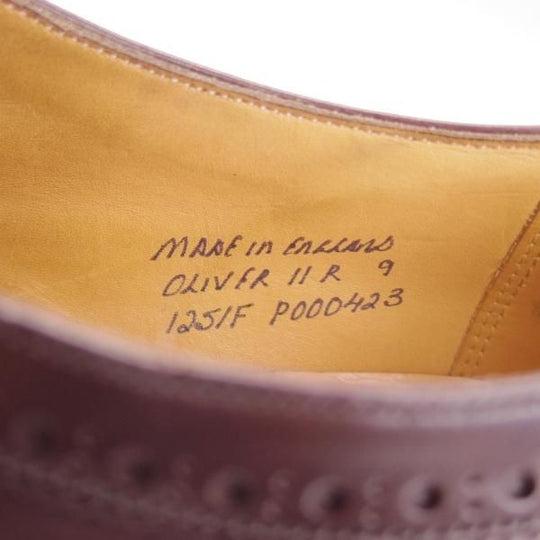 MADE in ENGLAND
OLIVER 11 R 9
1251F P000423